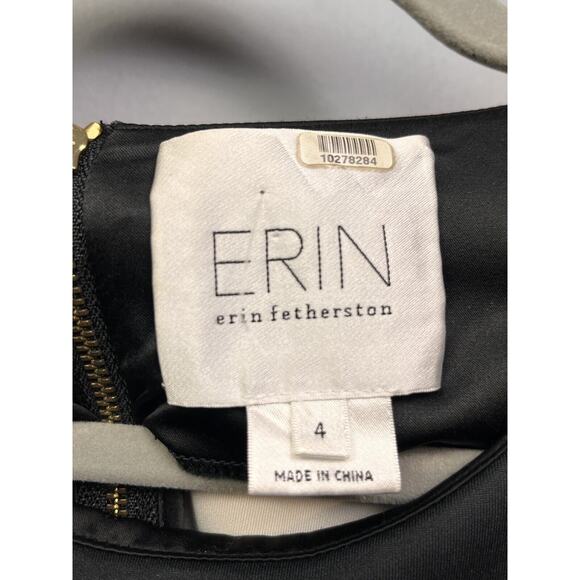 10278284
ERIN
erin fetherston
4
MADE IN CHINA